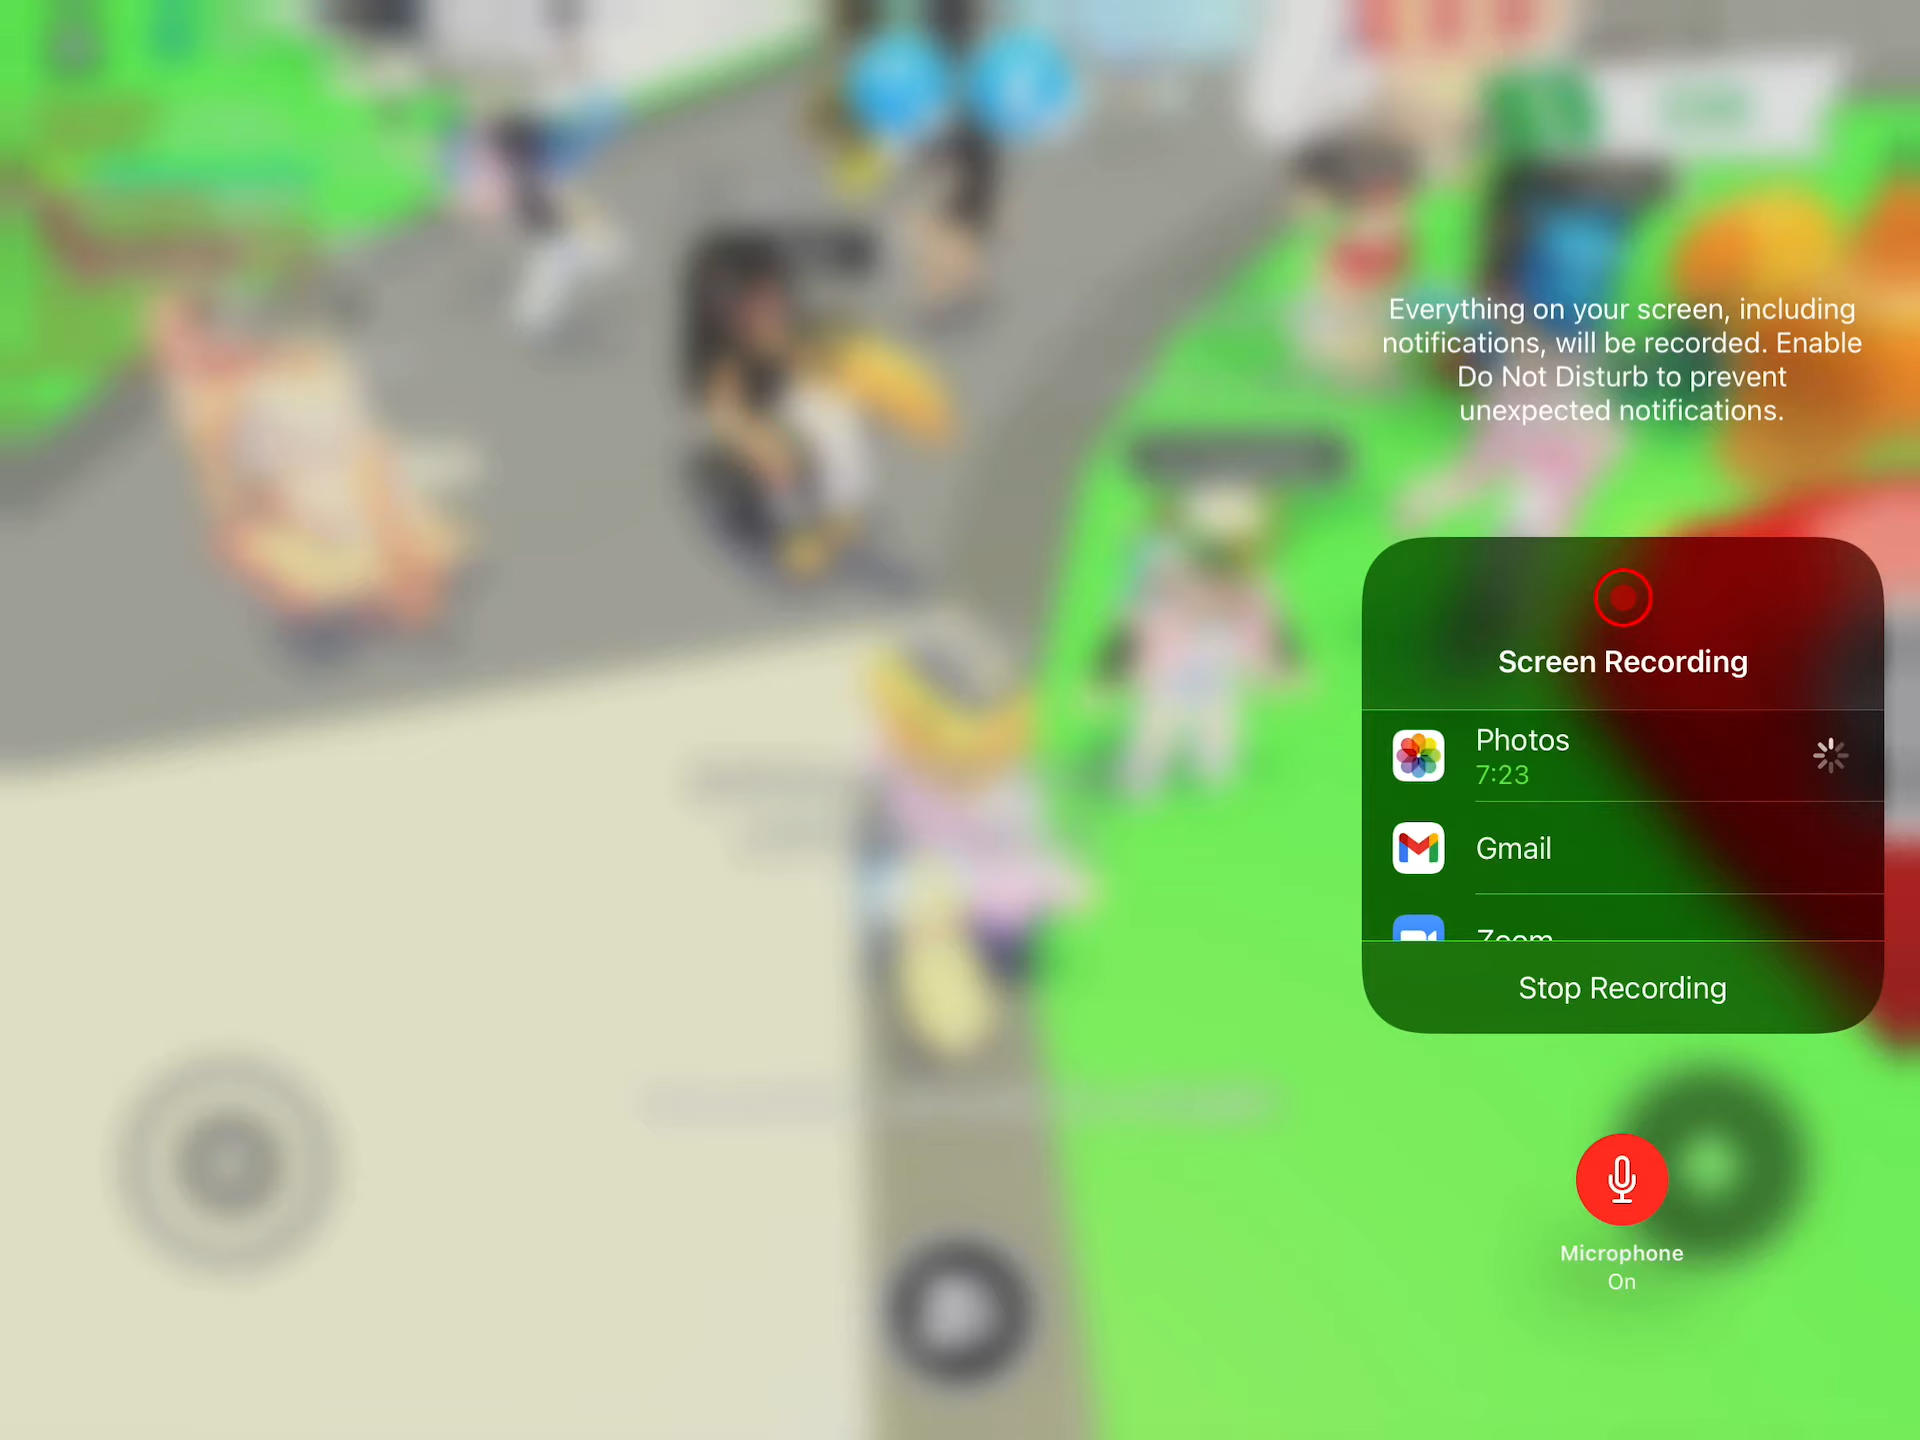 Everything on your screen, including
notifications, will be recorded. Enable
Do Not Disturb to prevent
unexpected notifications.
Screen Recording
Photos
7:23
Gmail
Zoom
Stop Recording
Microphone
On